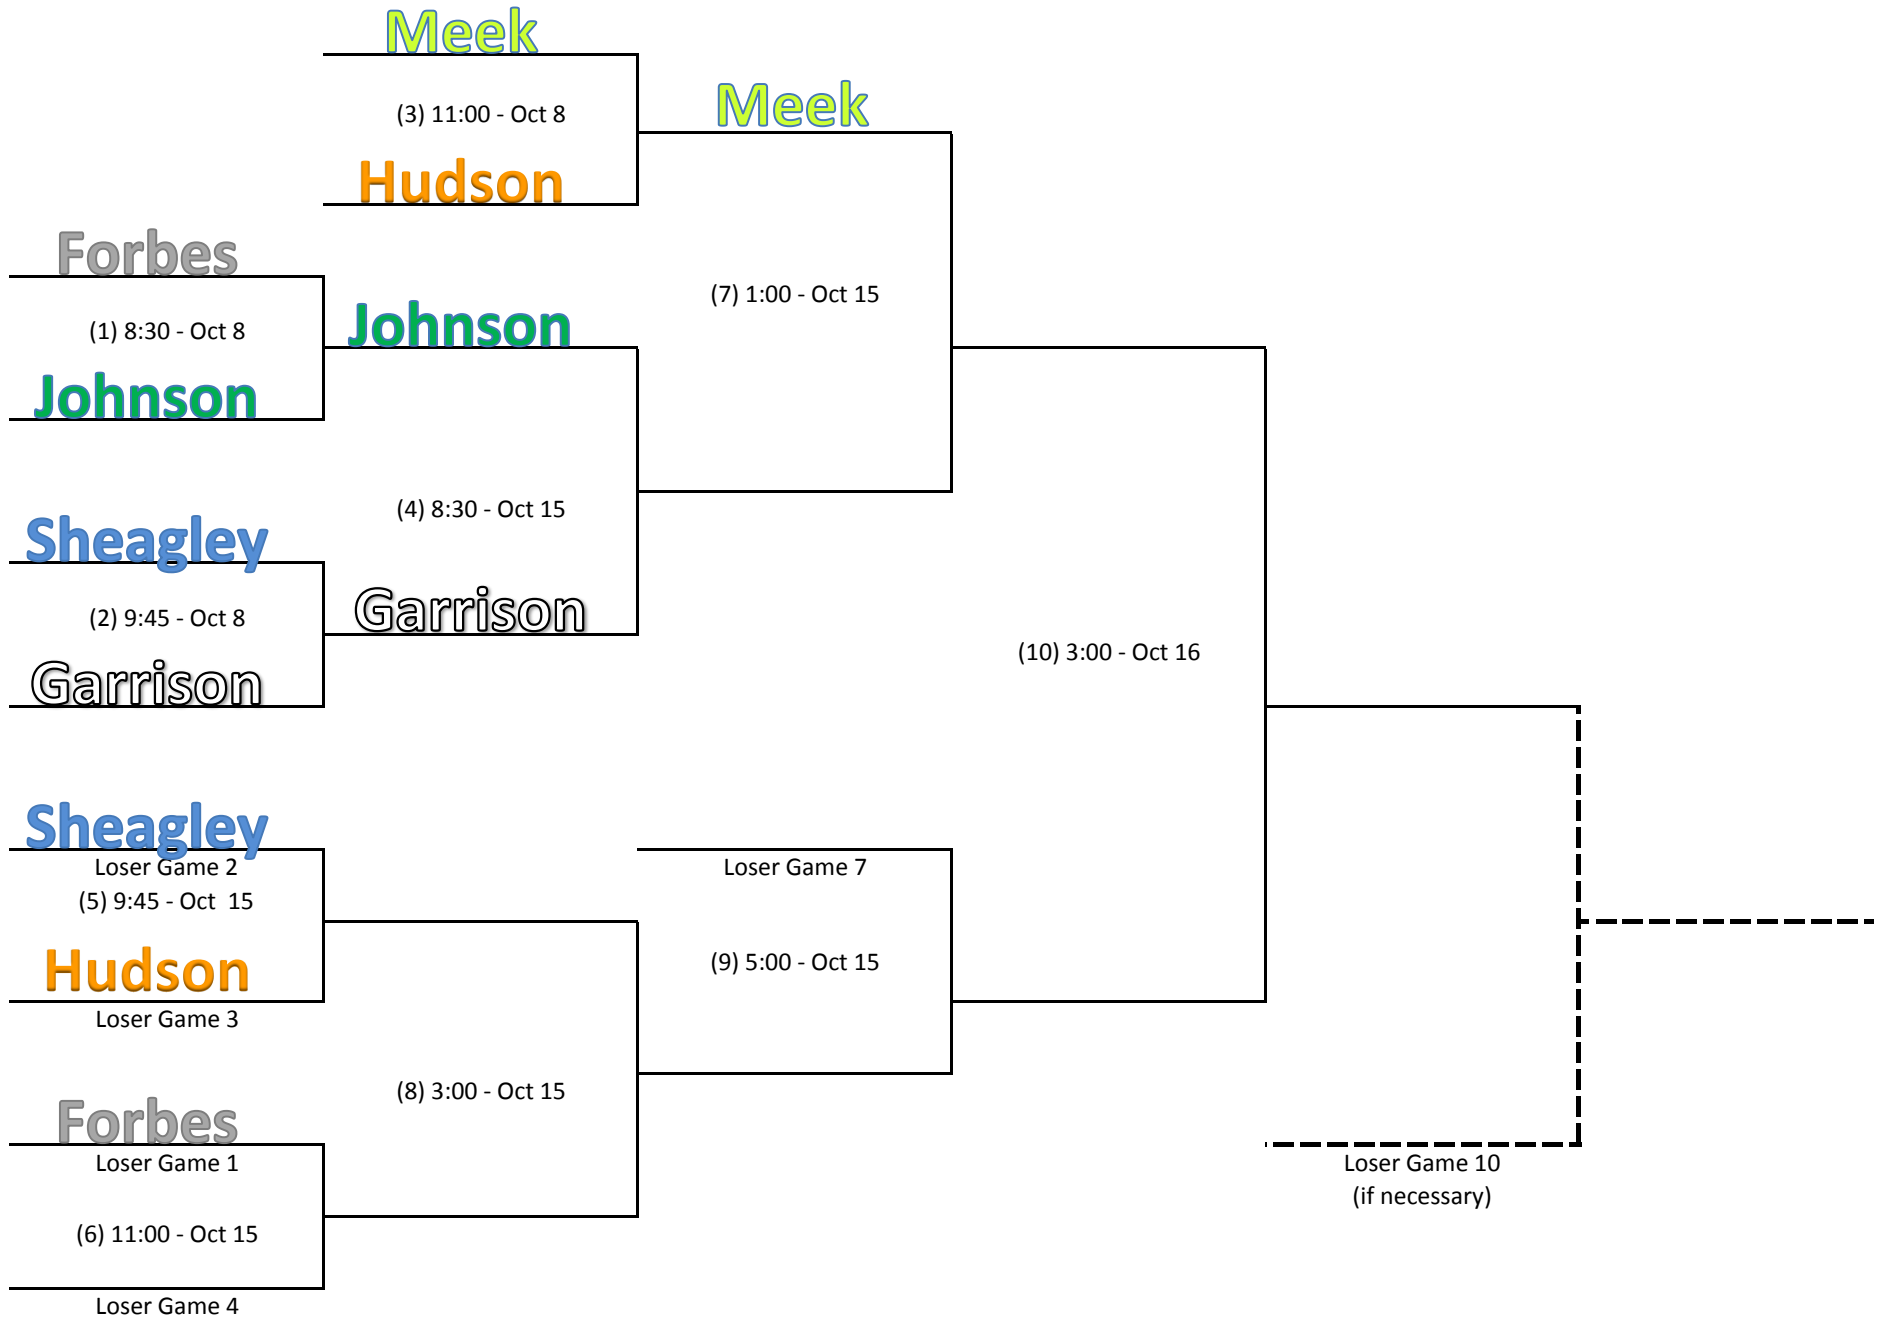 Meek
(3) 11:00 - Oct 8
Meek
Hudson
Forbes
(1) 8:30 - Oct 8
Johnson
(7) 1:00 - Oct 15
Johnson
(4) 8:30 - Oct 15
Sheagley
(2) 9:45 - Oct 8
Garrison
Garrison
(10) 3:00 - Oct 16
Sheagley
Loser Game 2
(5) 9:45 - Oct  15
Hudson
Loser Game 3
Loser Game 7
(9) 5:00 - Oct 15
(8) 3:00 - Oct 15
Forbes
Loser Game 1
(6) 11:00 - Oct 15
Loser Game 4
Loser Game 10
(if necessary)